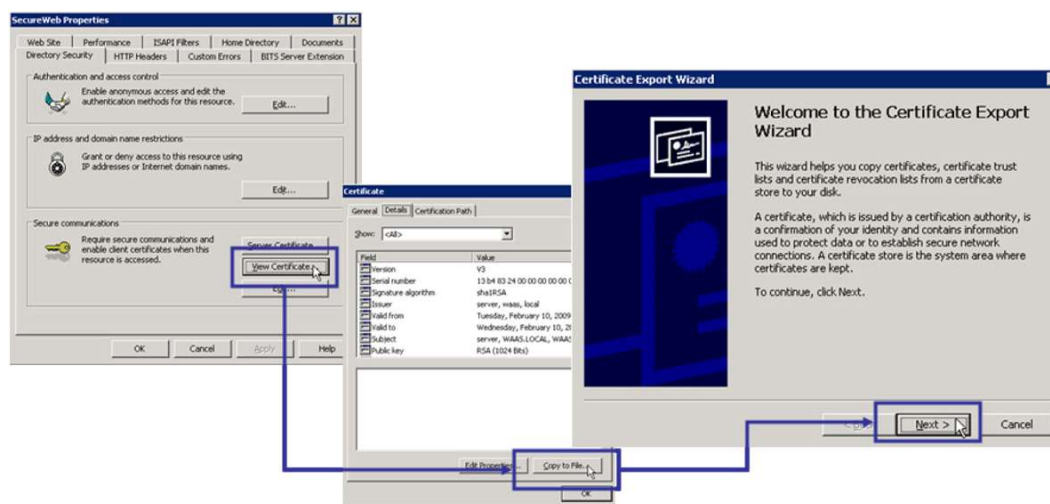 SecureWeb Properties
Web Site Performance ISAPI Filters Home Directory Documents
Directory Security HTTP Headers Custom Errors BITS Server Extension
Authentication and access control
Enable anonymous access and edit the
authentication methods for this resource.
Edit...
IP address and domain name restrictions
Grant or deny access to this resource using
IP addresses or Internet domain names.
Edit...
Secure communications
Require secure communications and
enable client certificates when this
resource is accessed.
Server Certificate...
View Certificate...
Edit...
OK Cancel Apply Help
Certificate
General Details Certification Path
Show: <All>
Field Value
Version V3
Serial number 13 b4 83 24 00 00 00 00 0
Signature algorithm sha1RSA
Issuer server, waas, local
Valid from Tuesday, February 10, 2009
Valid to Wednesday, February 10, 
Subject server, WAAS.LOCAL, WAAS
Public key RSA (1024 Bits)
Edit Properties... Copy to File...
OK
Certificate Export Wizard
Welcome to the Certificate Export
Wizard
This wizard helps you copy certificates, certificate trust
lists and certificate revocation lists from a certificate
store to your disk.
A certificate, which is issued by a certification authority, is
a confirmation of your identity and contains information
used to protect data or to establish secure network
connections. A certificate store is the system area where
certificates are kept.
To continue, click Next.
Next > Cancel